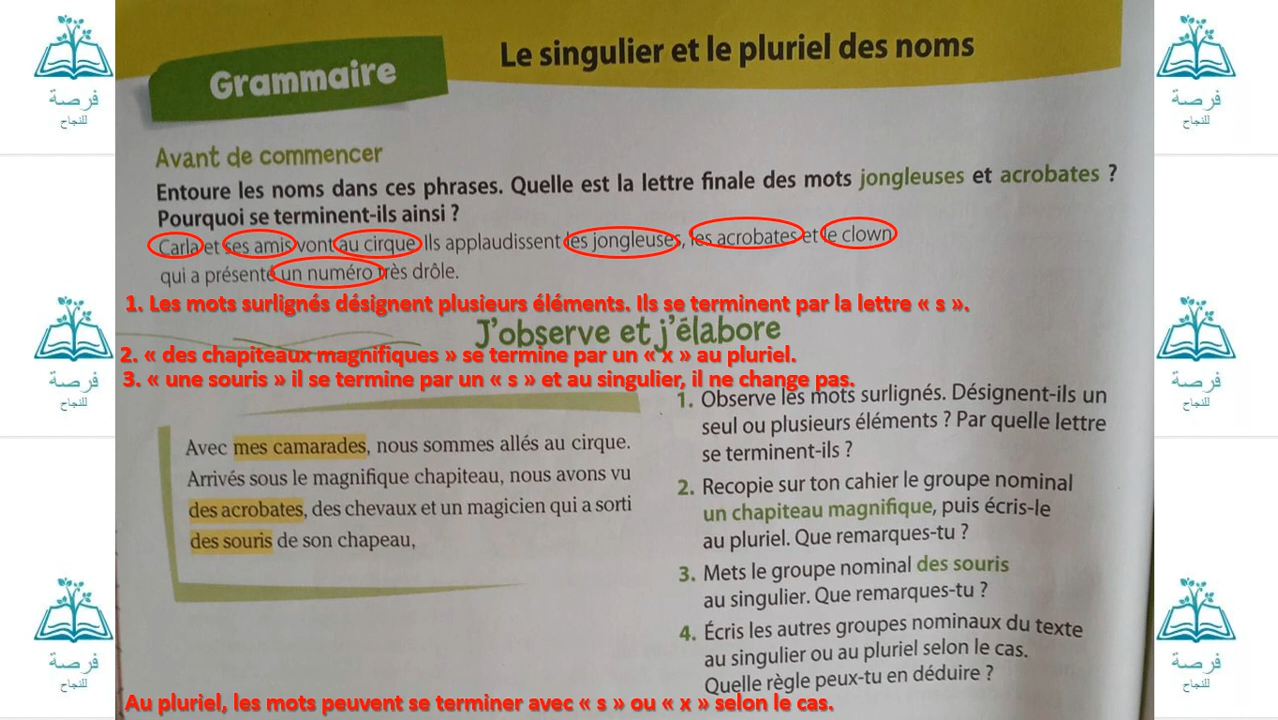 Le singulier et le pluriel des noms
Grammaire
Avant de commencer
Entoure les noms dans ces phrases. Quelle est la lettre finale des mots jongleuses et acrobates ?
Pourquoi se terminent-ils ainsi ?
Carla et ses amis vont au cirque. Ils applaudissent les jongleuses, les acrobates et le clown
qui a présenté un numéro très drôle.
1. Les mots surlignés désignent plusieurs éléments. Ils se terminent par la lettre « s ».
J'observe et j'élabore
2. « des chapiteaux magnifiques » se termine par un « x » au pluriel.
3. « une souris » il se termine par un « s » et au singulier, il ne change pas.
Avec mes camarades, nous sommes allés au cirque.
Arrivés sous le magnifique chapiteau, nous avons vu
des acrobates, des chevaux et un magicien qui a sorti
des souris de son chapeau,
1. Observe les mots surlignés. Désignent-ils un
seul ou plusieurs éléments ? Par quelle lettre
se terminent-ils ?
2. Recopie sur ton cahier le groupe nominal
un chapiteau magnifique, puis écris-le
au pluriel. Que remarques-tu ?
3. Mets le groupe nominal des souris
au singulier. Que remarques-tu ?
4. Écris les autres groupes nominaux du texte
au singulier ou au pluriel selon le cas.
Quelle règle peux-tu en déduire ?
Au pluriel, les mots peuvent se terminer avec « s » ou « x » selon le cas.
فرصة
للنجاح
فرصة
للنجاح
فرصة
للنجاح
فرصة
للنجاح
فرصة
للنجاح
فرصة
للنجاح